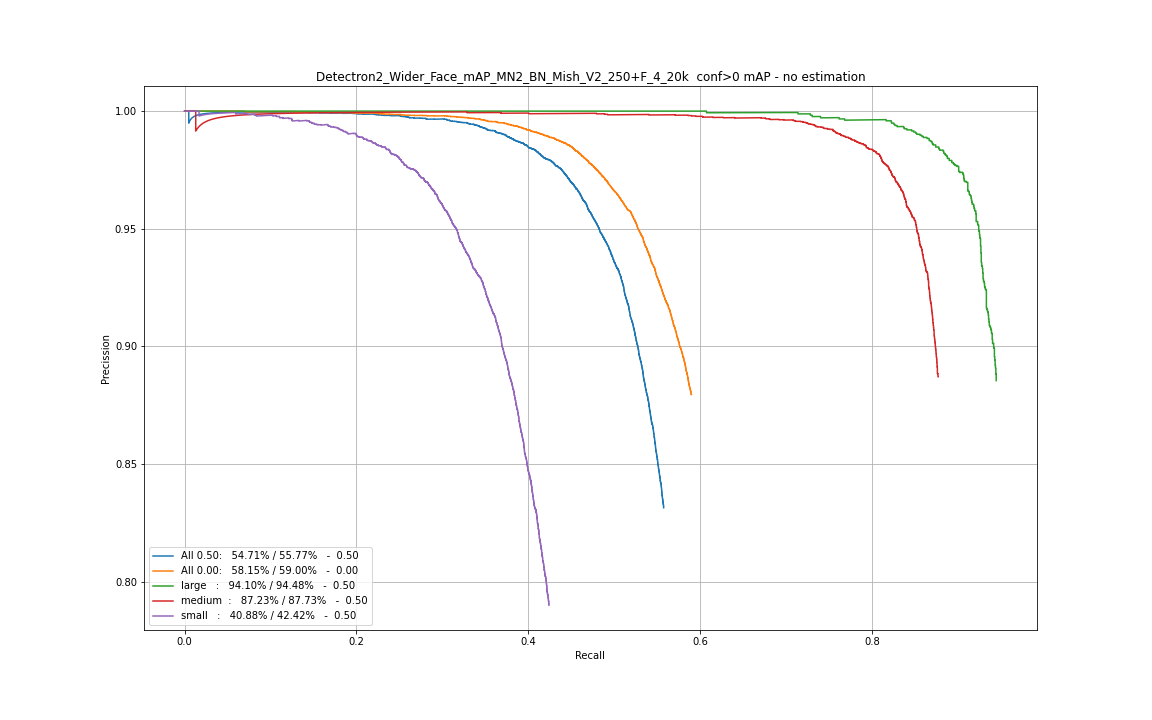 Detectron2_Wider_Face_mAP_MN2_BN_Mish_V2_250+F_4_20k  conf>0 mAP - no estimation
1.00
0.95
0.90
0.85
0.80
Precission
All 0.50:   54.71% / 55.77%   -  0.50
All 0.00:   58.15% / 59.00%   -  0.00
large   :   94.10% / 94.48%   -  0.50
medium  :   87.23% / 87.73%   -  0.50
small   :   40.88% / 42.42%   -  0.50
0.0 0.2 0.4 0.6 0.8
Recall